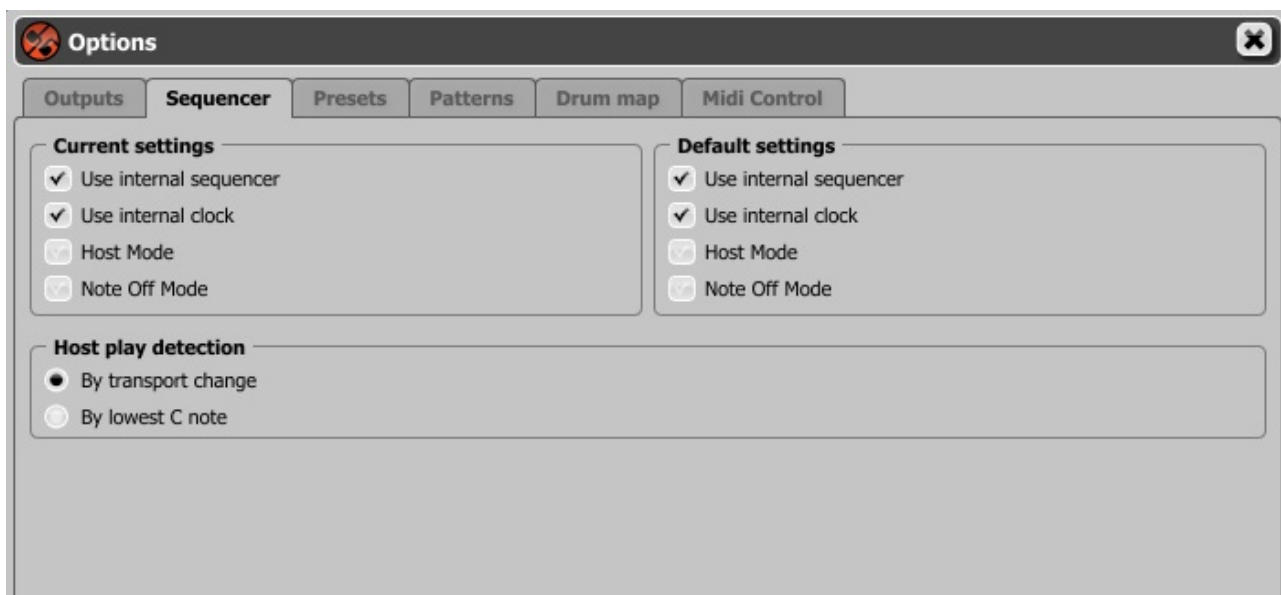 Options
Outputs Sequencer Presets Patterns Drum map Midi Control
Current settings
Use internal sequencer
Use internal clock
Host Mode
Note Off Mode
Default settings
Use internal sequencer
Use internal clock
Host Mode
Note Off Mode
Host play detection
By transport change
By lowest C note